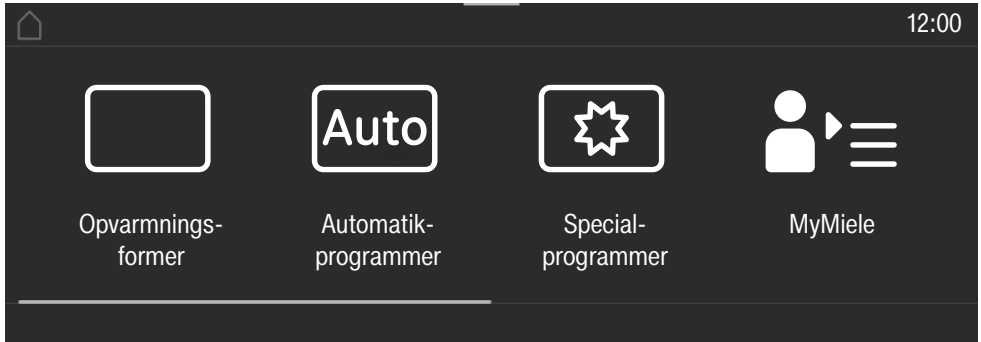 12:00
Auto
Opvarmnings-
former
Automatik-
programmer
Special-
programmer
MyMiele